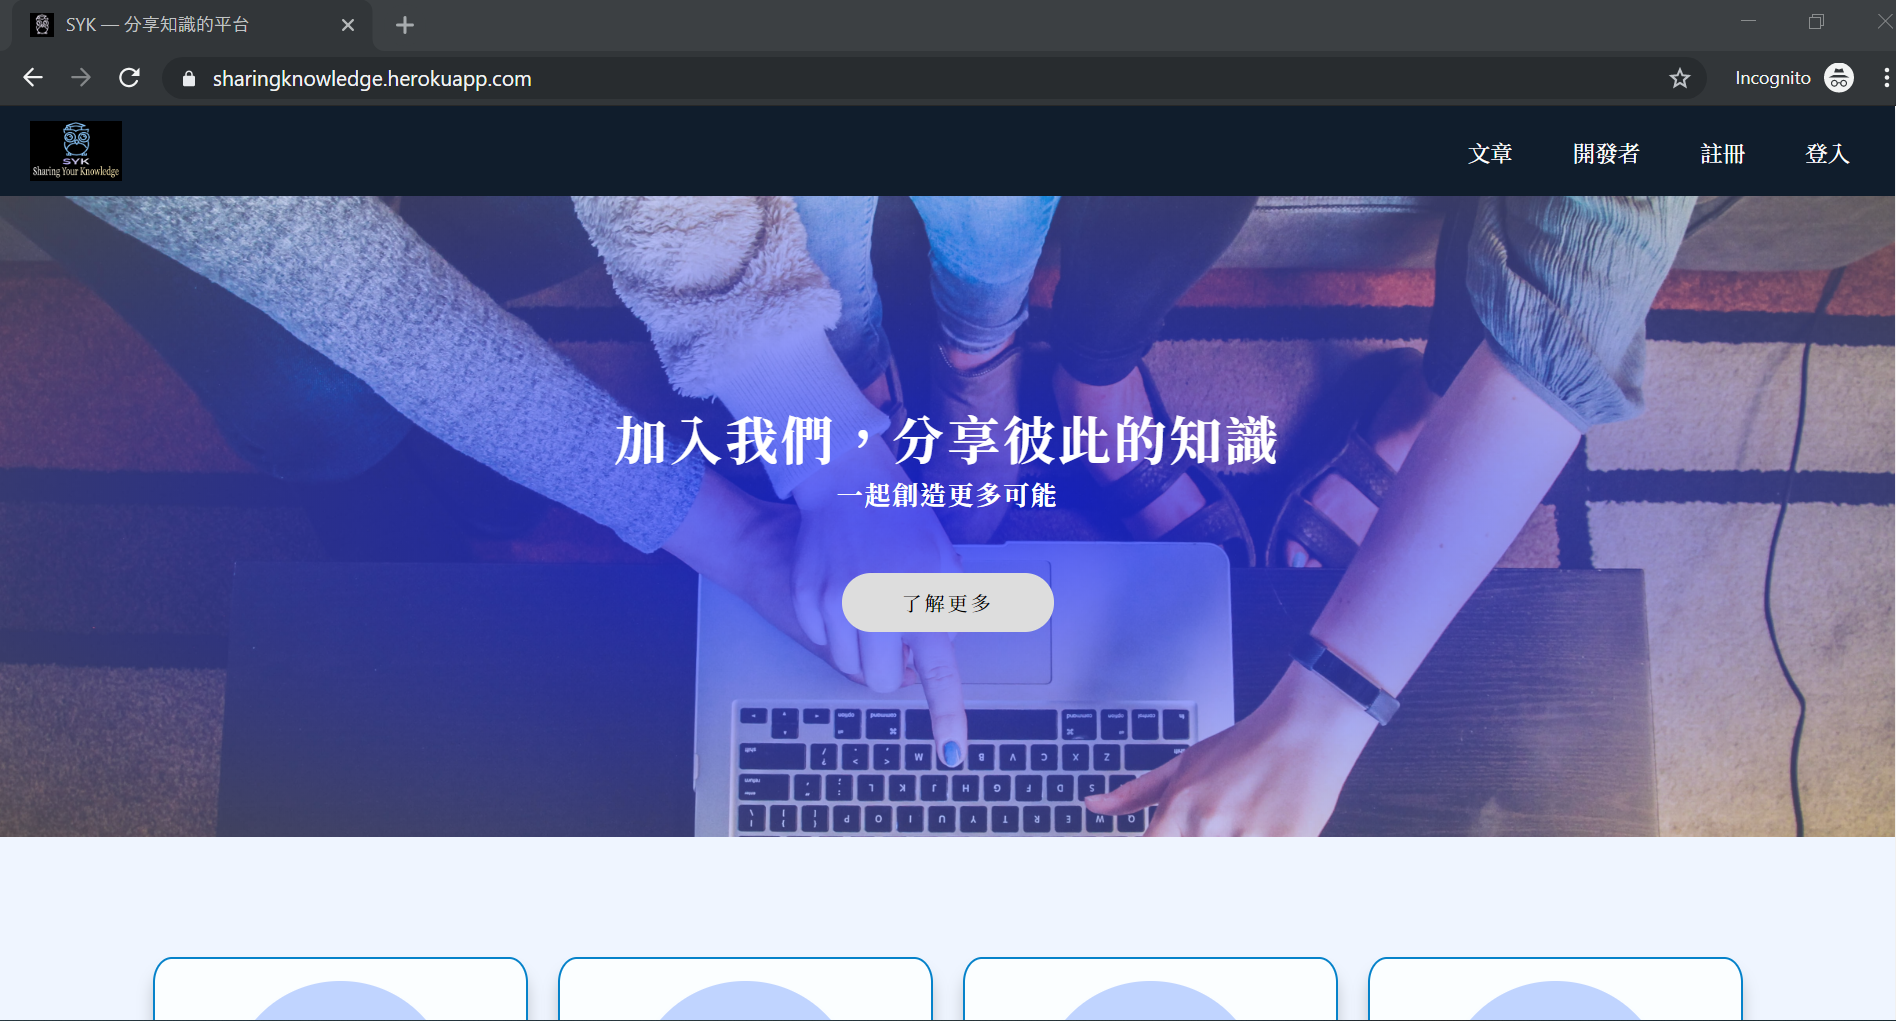 SYK — 分享知識的平台
sharingknowledge.herokuapp.com
Incognito
SYK
Sharing Your Knowledge
文章
開發者
註冊
登入
加入我們，分享彼此的知識
一起創造更多可能
了解更多